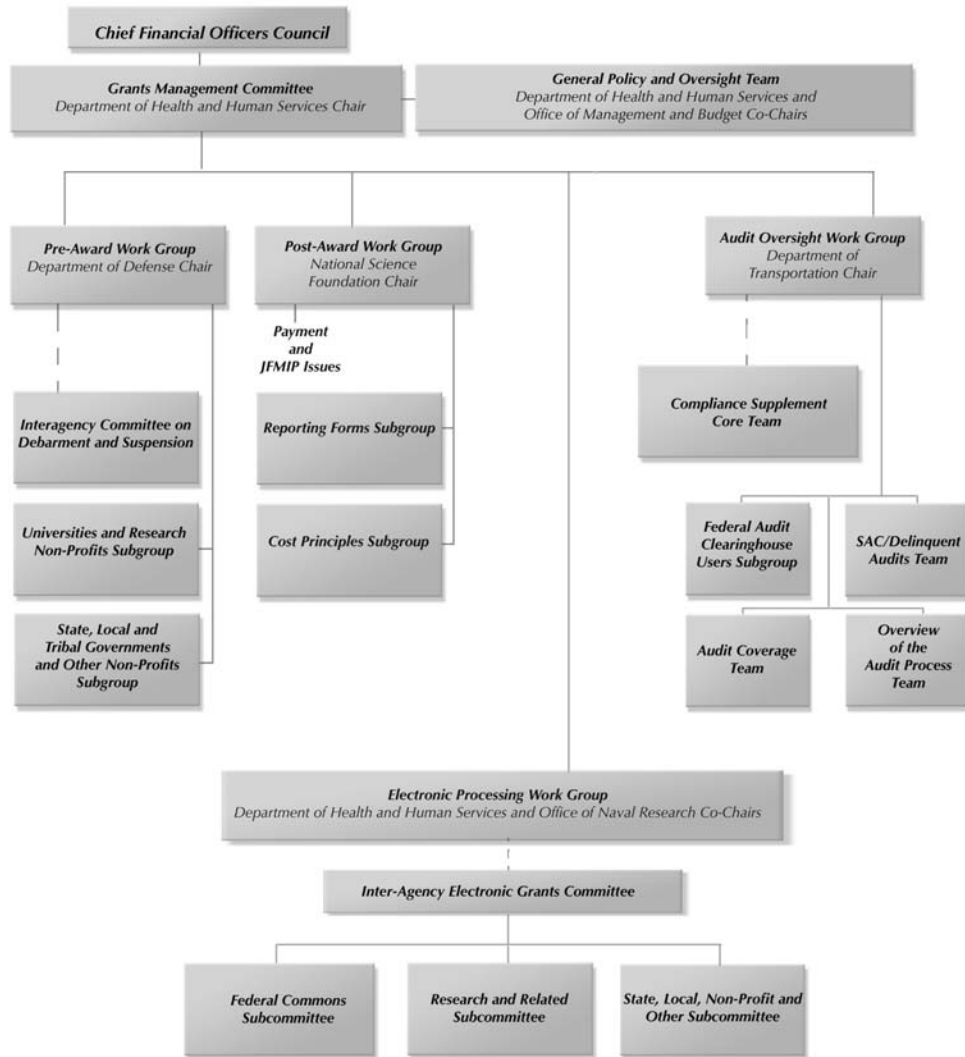 Chief Financial Officers Council
Grants Management Committee
Department of Health and Human Services Chair
General Policy and Oversight Team
Department of Health and Human Services and
Office of Management and Budget Co-Chairs
Pre-Award Work Group
Department of Defense Chair
Post-Award Work Group
National Science
Foundation Chair
Audit Oversight Work Group
Department of
Transportation Chair
Payment
and
JFMIP Issues
Interagency Committee on
Debarment and Suspension
Reporting Forms Subgroup
Compliance Supplement
Core Team
Universities and Research
Non-Profits Subgroup
Cost Principles Subgroup
Federal Audit
Clearinghouse
Users Subgroup
SAC/Delinquent
Audits Team
State, Local and
Tribal Governments
and Other Non-Profits
Subgroup
Audit Coverage
Team
Overview
of the
Audit Process
Team
Electronic Processing Work Group
Department of Health and Human Services and Office of Naval Research Co-Chairs
Inter-Agency Electronic Grants Committee
Federal Commons
Subcommittee
Research and Related
Subcommittee
State, Local, Non-Profit and
Other Subcommittee